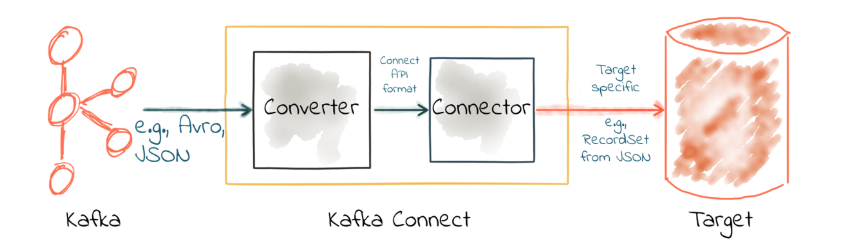 Connect
API
format
Target
specific
Converter
Connector
e.g., Avro,
JSON
e.g.,
RecordSet
from JSON
Kafka
Kafka Connect
Target